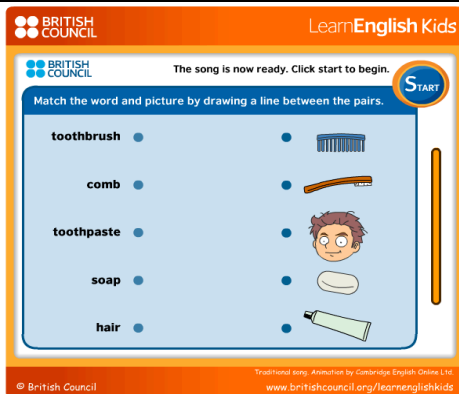 BRITISH
COUNCIL
LearnEnglish Kids
BRITISH
COUNCIL
The song is now ready. Click start to begin.
START
Match the word and picture by drawing a line between the pairs.
toothbrush
comb
toothpaste
soap
hair
Traditional song. Animation by Cambridge English Online Ltd.
© British Council
www.britishcouncil.org/learnenglishkids